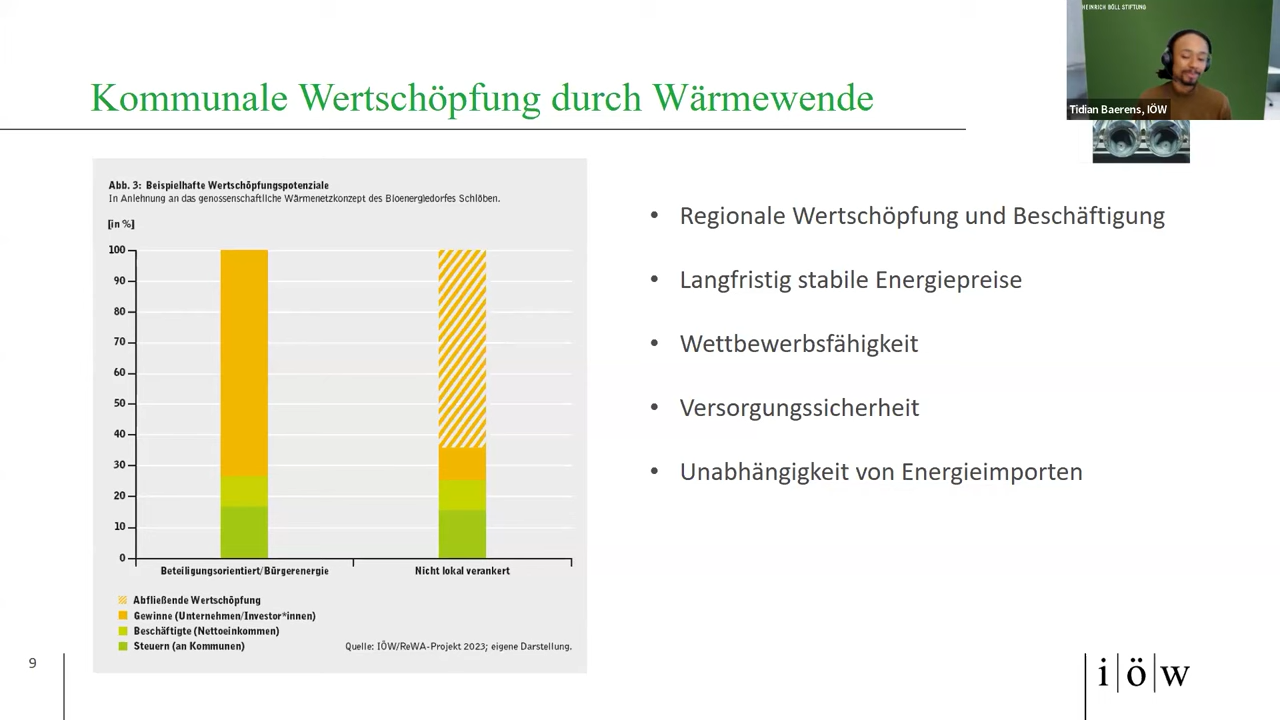 HEINRICH BÖLL STIFTUNG
Tidian Baerens, IÖW
Kommunale Wertschöpfung durch Wärmewende
Abb. 3: Beispielhafte Wertschöpfungspotenziale
In Anlehnung an das genossenschaftliche Wärmenetzkonzept des Bioenergiedorfes Schlöben.
[in %]
100
90
80
70
60
50
40
30
20
10
0
Beteiligungsorientiert/Bürgerenergie
Nicht lokal verankert
Abfließende Wertschöpfung
Gewinne (Unternehmen/Investor*innen)
Beschäftigte (Nettoeinkommen)
Steuern (an Kommunen)
Quelle: IÖW/ReWA-Projekt 2023; eigene Darstellung.
• Regionale Wertschöpfung und Beschäftigung
• Langfristig stabile Energiepreise
• Wettbewerbsfähigkeit
• Versorgungssicherheit
• Unabhängigkeit von Energieimporten
9
i|ö|w